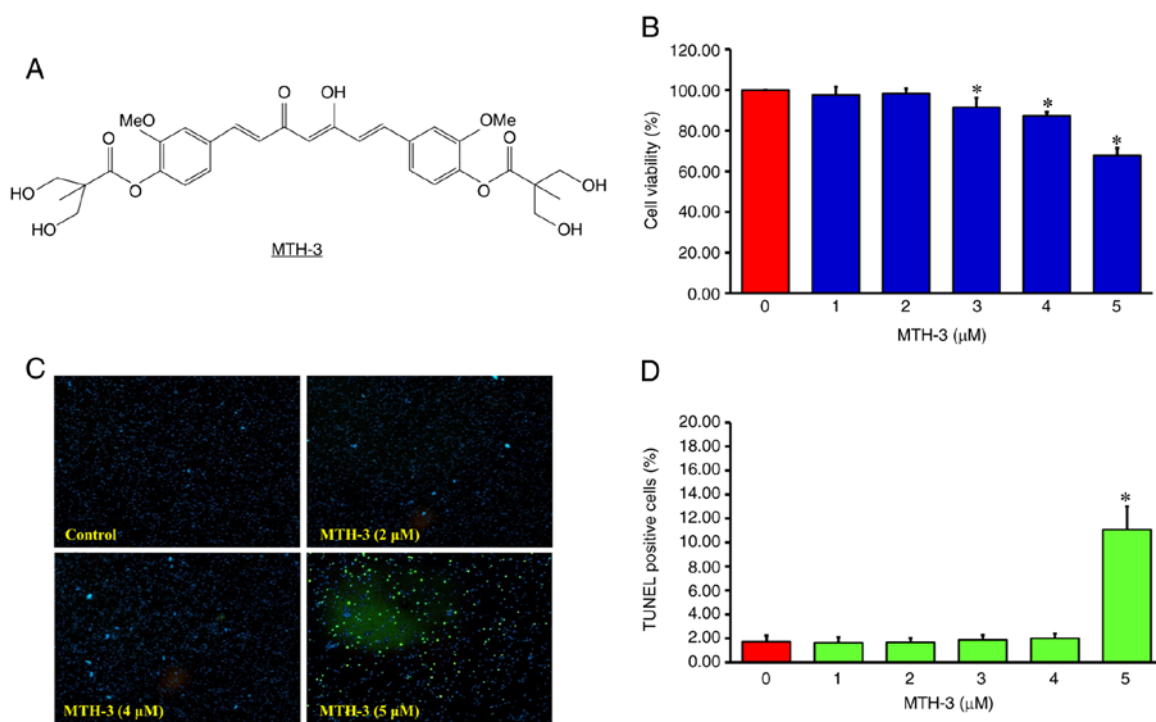 A
O
OH
MeO
OMe
O
O
HO
O
O
OH
HO
OH
MTH-3
B
120.00
100.00
80.00
60.00
40.00
20.00
0.00
Cell viability (%)
*
*
*
0 1 2 3 4 5
MTH-3 (μM)
C
Control
MTH-3 (2 μM)
MTH-3 (4 μM)
MTH-3 (5 μM)
D
20.00
18.00
16.00
14.00
12.00
10.00
8.00
6.00
4.00
2.00
0.00
TUNEL positive cells (%)
*
0 1 2 3 4 5
MTH-3 (μM)